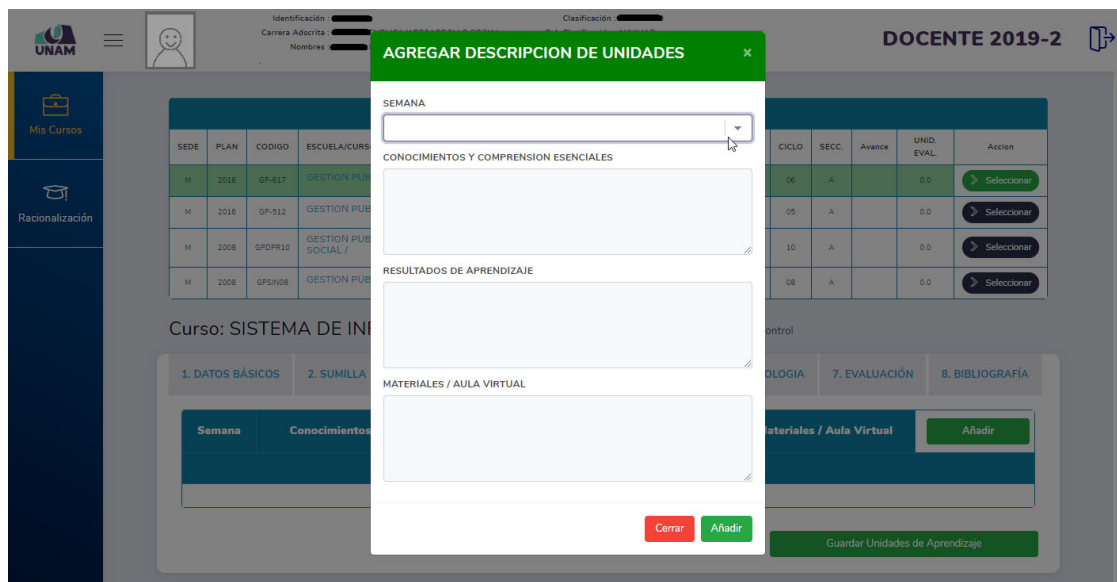 UNAM
Identificación :
Clasificación :
Carrera Adscrita :
Nombres :
DOCENTE 2019-2
Mis Cursos
Racionalización
AGREGAR DESCRIPCION DE UNIDADES
×
SEMANA
CONOCIMIENTOS Y COMPRENSION ESENCIALES
RESULTADOS DE APRENDIZAJE
MATERIALES / AULA VIRTUAL
Cerrar
Añadir
SEDE PLAN CODIGO ESCUELA/CURS CICLO SECC. Avance UNID. EVAL. Accion
M 2016 GP-617 GESTION PUB 06 A 0.0 Seleccionar
M 2016 GP-512 GESTION PUB 05 A 0.0 Seleccionar
M 2008 GPDPR10 GESTION PUB SOCIAL / 10 A 0.0 Seleccionar
M 2008 GPSIN08 GESTION PUB 08 A 0.0 Seleccionar
Curso: SISTEMA DE INF
ontrol
1. DATOS BÁSICOS 2. SUMILLA OLOGIA 7. EVALUACIÓN 8. BIBLIOGRAFÍA
Semana Conocimientos ateriales / Aula Virtual Añadir
Guardar Unidades de Aprendizaje